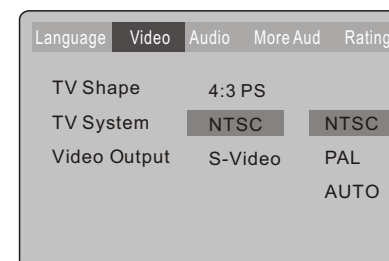 Language Video Audio More Aud Rating
TV Shape 4:3 PS
TV System NTSC NTSC
Video Output S-Video PAL
AUTO